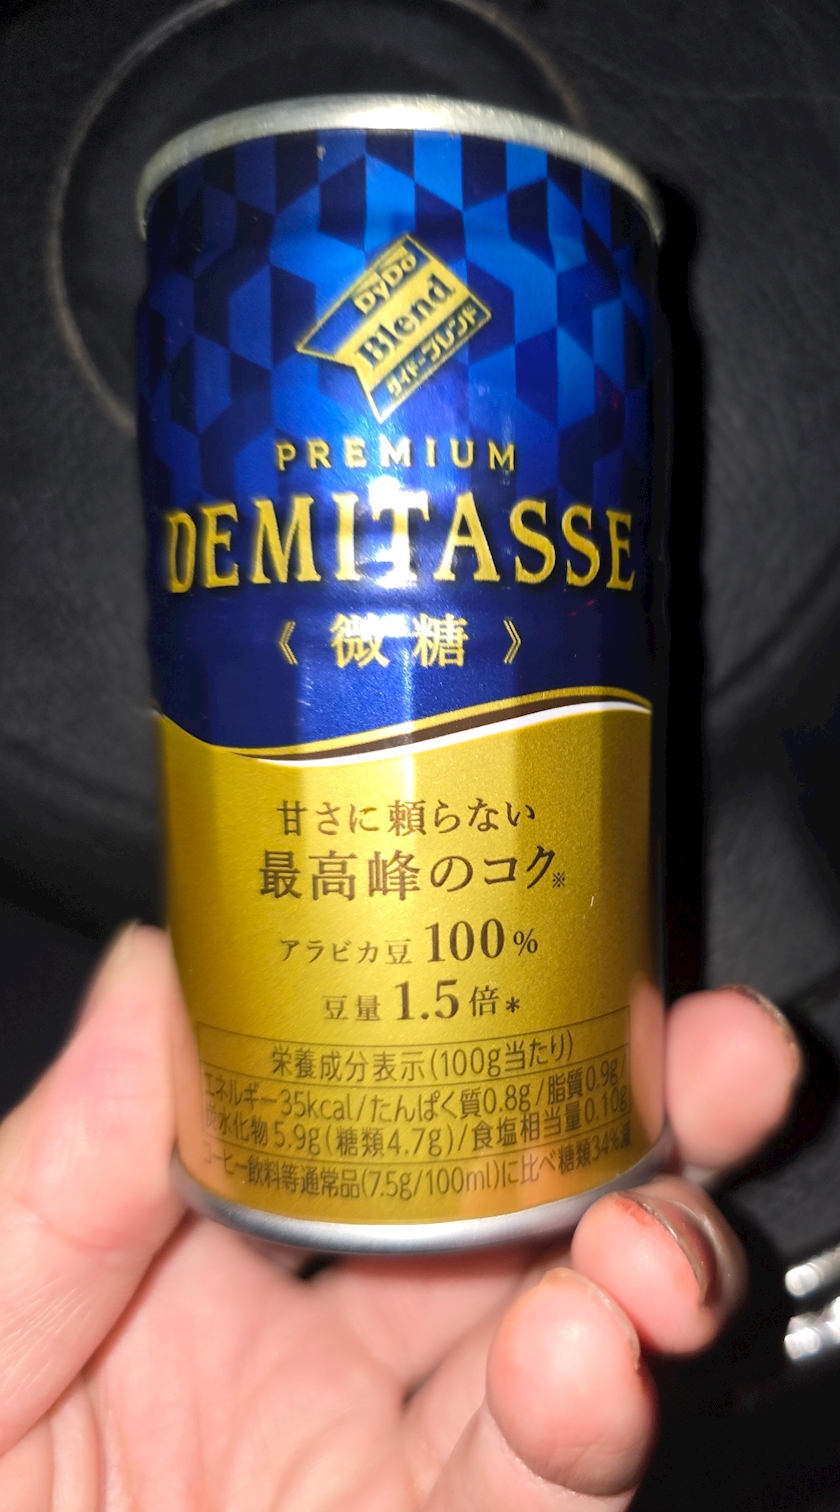 DyDo
Blend
ダイドーブレンド
PREMIUM
DEMITASSE
《 微糖 》
甘さに頼らない
最高峰のコク※
アラビカ豆 100%
豆量 1.5倍*
栄養成分表示(100g当たり)
エネルギー35kcal/たんぱく質0.8g/脂質0.9g/
炭水化物5.9g(糖類4.7g)/食塩相当量0.10g
コーヒー飲料等通常品(7.5g/100ml)に比べ糖類34%減